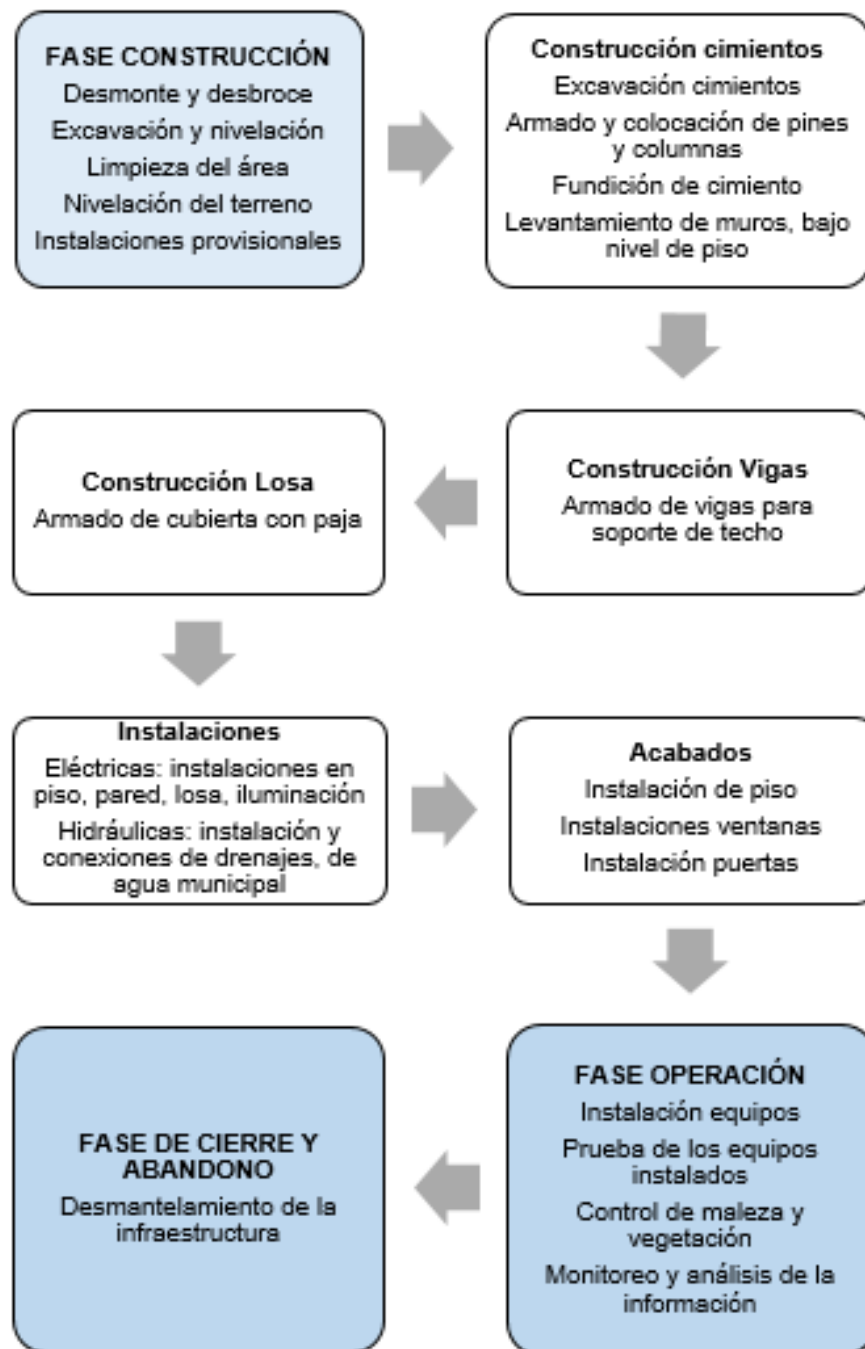 FASE CONSTRUCCIÓN
Desmonte y desbroce
Excavación y nivelación
Limpieza del área
Nivelación del terreno
Instalaciones provisionales
Construcción cimientos
Excavación cimientos
Armado y colocación de pines
y columnas
Fundición de cimiento
Levantamiento de muros, bajo
nivel de piso
Construcción Vigas
Armado de vigas para
soporte de techo
Construcción Losa
Armado de cubierta con paja
Instalaciones
Eléctricas: instalaciones en
piso, pared, losa, iluminación
Hidráulicas: instalación y
conexiones de drenajes, de
agua municipal
Acabados
Instalación de piso
Instalaciones ventanas
Instalación puertas
FASE OPERACIÓN
Instalación equipos
Prueba de los equipos
instalados
Control de maleza y
vegetación
Monitoreo y análisis de la
información
FASE DE CIERRE Y
ABANDONO
Desmantelamiento de la
infraestructura